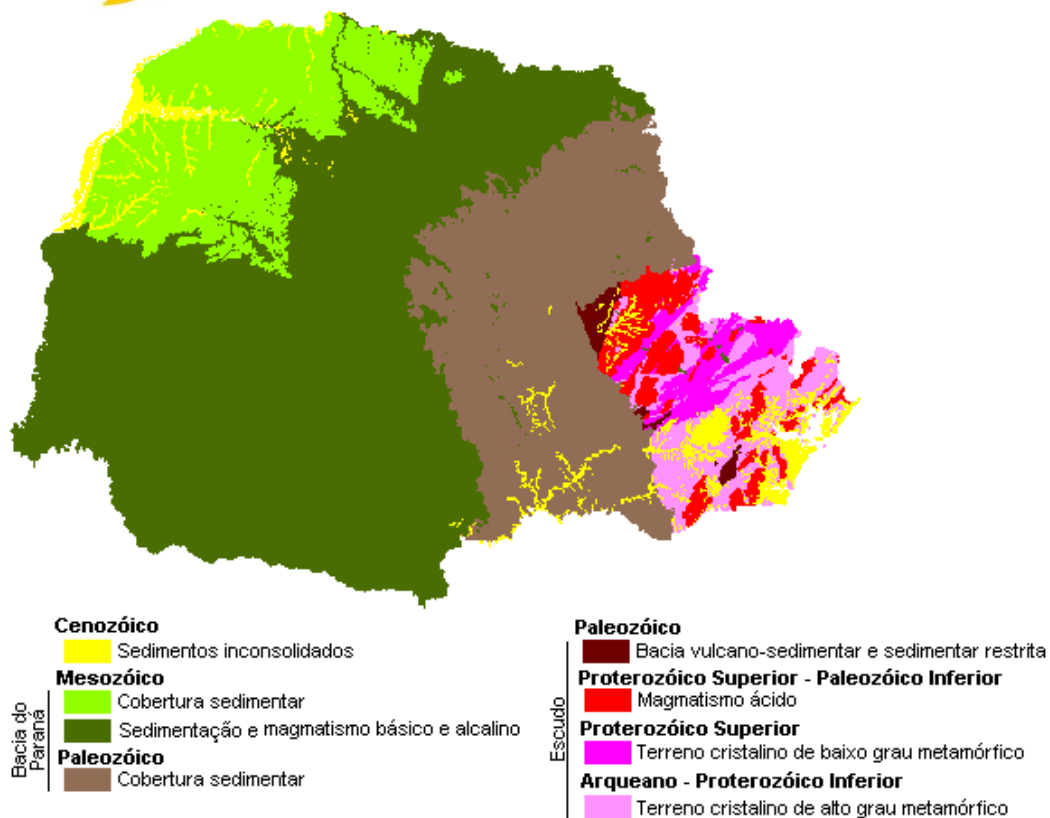 Cenozóico
Sedimentos inconsolidados
Mesozóico
Cobertura sedimentar
Sedimentação e magmatismo básico e alcalino
Paleozóico
Cobertura sedimentar
Bacia do
Paraná
Paleozóico
Bacia vulcano-sedimentar e sedimentar restrita
Proterozóico Superior - Paleozóico Inferior
Magmatismo ácido
Proterozóico Superior
Terreno cristalino de baixo grau metamórfico
Arqueano - Proterozóico Inferior
Terreno cristalino de alto grau metamórfico
Escudo